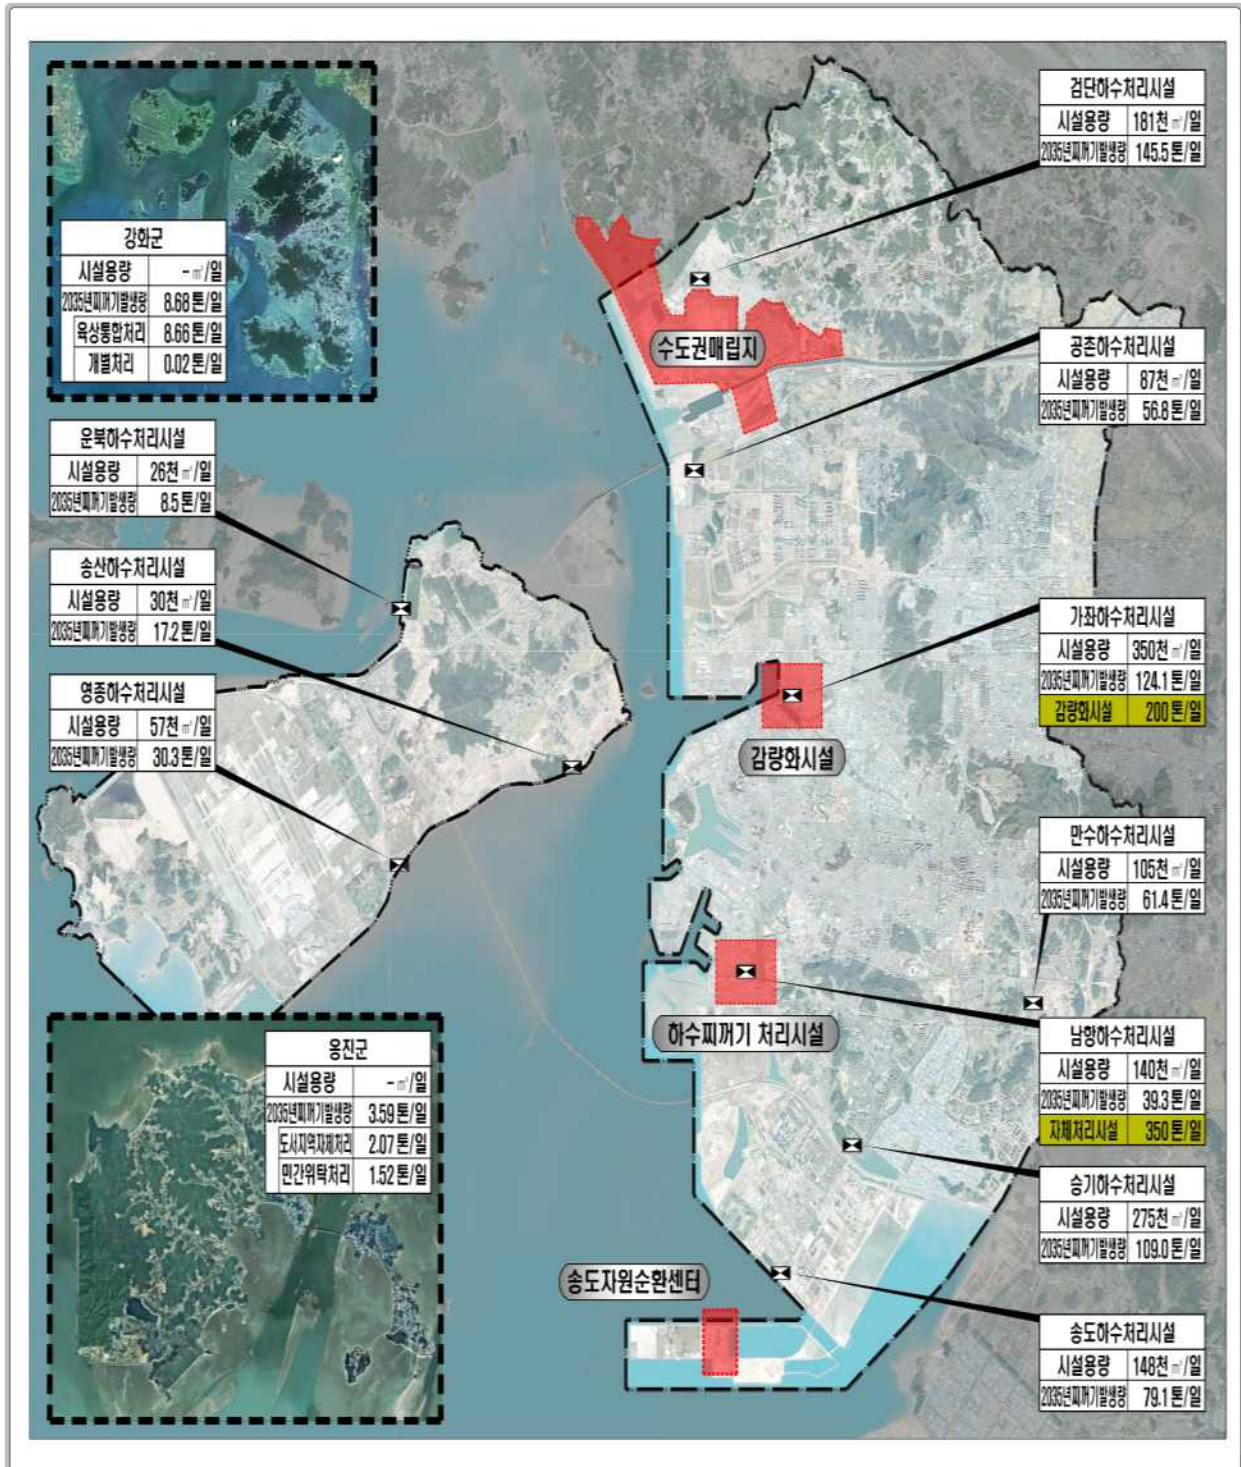 강화군
시설용량 - ㎥/일
2035년찌꺼기발생량 8.68 톤/일
육상통합처리 8.66 톤/일
개별처리 0.02 톤/일
운북하수처리시설
시설용량 26천 ㎥/일
2035년찌꺼기발생량 8.5 톤/일
송산하수처리시설
시설용량 30천 ㎥/일
2035년찌꺼기발생량 17.2 톤/일
영종하수처리시설
시설용량 57천 ㎥/일
2035년찌꺼기발생량 30.3 톤/일
옹진군
시설용량 - ㎥/일
2035년찌꺼기발생량 3.59 톤/일
도서지역자체처리 2.07 톤/일
민간위탁처리 1.52 톤/일
수도권매립지
감량화시설
하수찌꺼기 처리시설
송도자원순환센터
검단하수처리시설
시설용량 181천 ㎥/일
2035년찌꺼기발생량 145.5 톤/일
공촌하수처리시설
시설용량 87천 ㎥/일
2035년찌꺼기발생량 56.8 톤/일
가좌하수처리시설
시설용량 350천 ㎥/일
2035년찌꺼기발생량 124.1 톤/일
감량화시설 200 톤/일
만수하수처리시설
시설용량 105천 ㎥/일
2035년찌꺼기발생량 61.4 톤/일
남항하수처리시설
시설용량 140천 ㎥/일
2035년찌꺼기발생량 39.3 톤/일
자체처리시설 350 톤/일
승기하수처리시설
시설용량 275천 ㎥/일
2035년찌꺼기발생량 109.0 톤/일
송도하수처리시설
시설용량 148천 ㎥/일
2035년찌꺼기발생량 79.1 톤/일